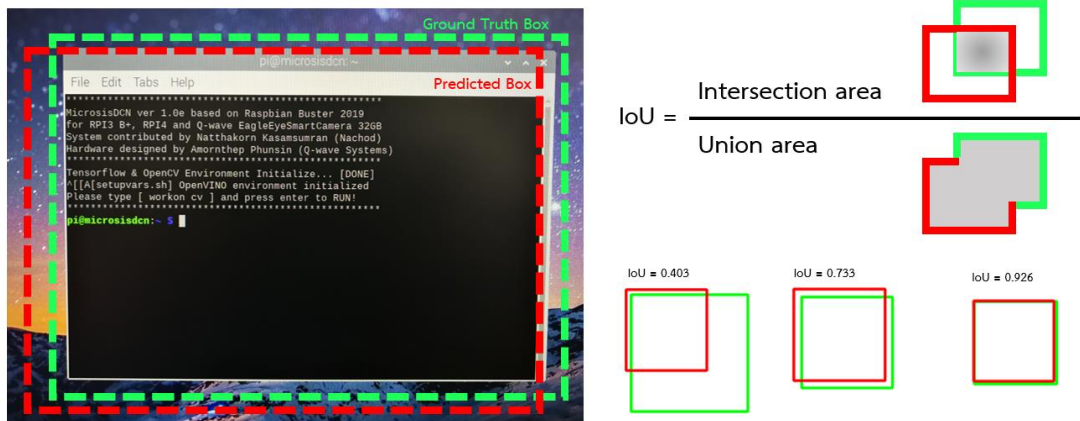 Ground Truth Box
pi@microsisdcn: ~
File Edit Tabs Help
Predicted Box
****************************************************
MicrosisDCN ver 1.0e based on Raspbian Buster 2019
for RPI3 B+, RPI4 and Q-wave EagleEyeSmartCamera 32GB
System contributed by Natthakorn Kasamsumran (Nachod)
Hardware designed by Amornthep Phunsin (Q-wave Systems)
****************************************************
Tensorflow & OpenCV Environment Initialize... [DONE]
^[[A[setupvars.sh] OpenVINO environment initialized
Please type [ workon cv ] and press enter to RUN!
****************************************************
pi@microsisdcn:~ $
IoU =
Intersection area
Union area
IoU = 0.403
IoU = 0.733
IoU = 0.926